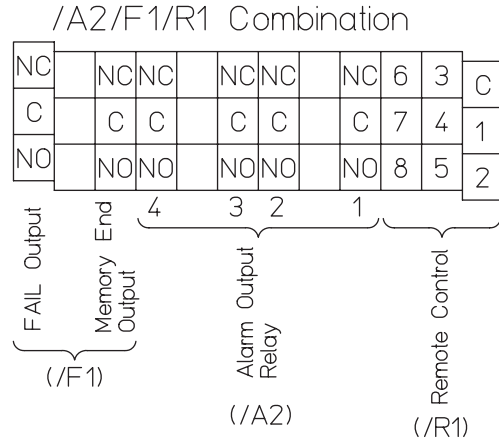 /A2/F1/R1 Combination
NC NC NC NC NC NC 6 3 C
C C C C C C 7 4 1
NO NO NO NO NO NO 8 5 2
4 3 2 1
FAIL Output
Memory End
Output
Alarm Output
Relay
Remote Control
(/F1)
(/A2)
(/R1)